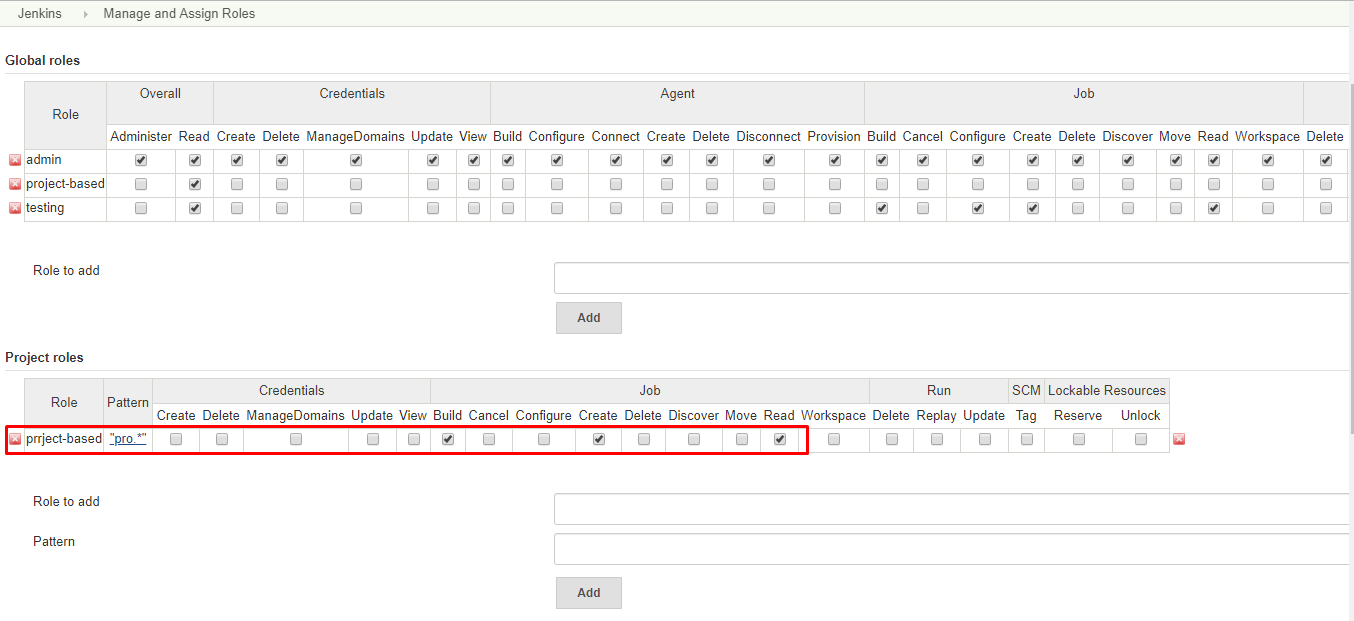 Jenkins Manage and Assign Roles
Global roles
Role Overall Credentials Agent Job
Administer Read Create Delete ManageDomains Update View Build Configure Connect Create Delete Disconnect Provision Build Cancel Configure Create Delete Discover Move Read Workspace Delete
admin
project-based
testing
Role to add
Add
Project roles
Role Pattern Credentials Job Run SCM Lockable Resources
Create Delete ManageDomains Update View Build Cancel Configure Create Delete Discover Move Read Workspace Delete Replay Update Tag Reserve Unlock
prrject-based "pro.*"
Role to add
Pattern
Add